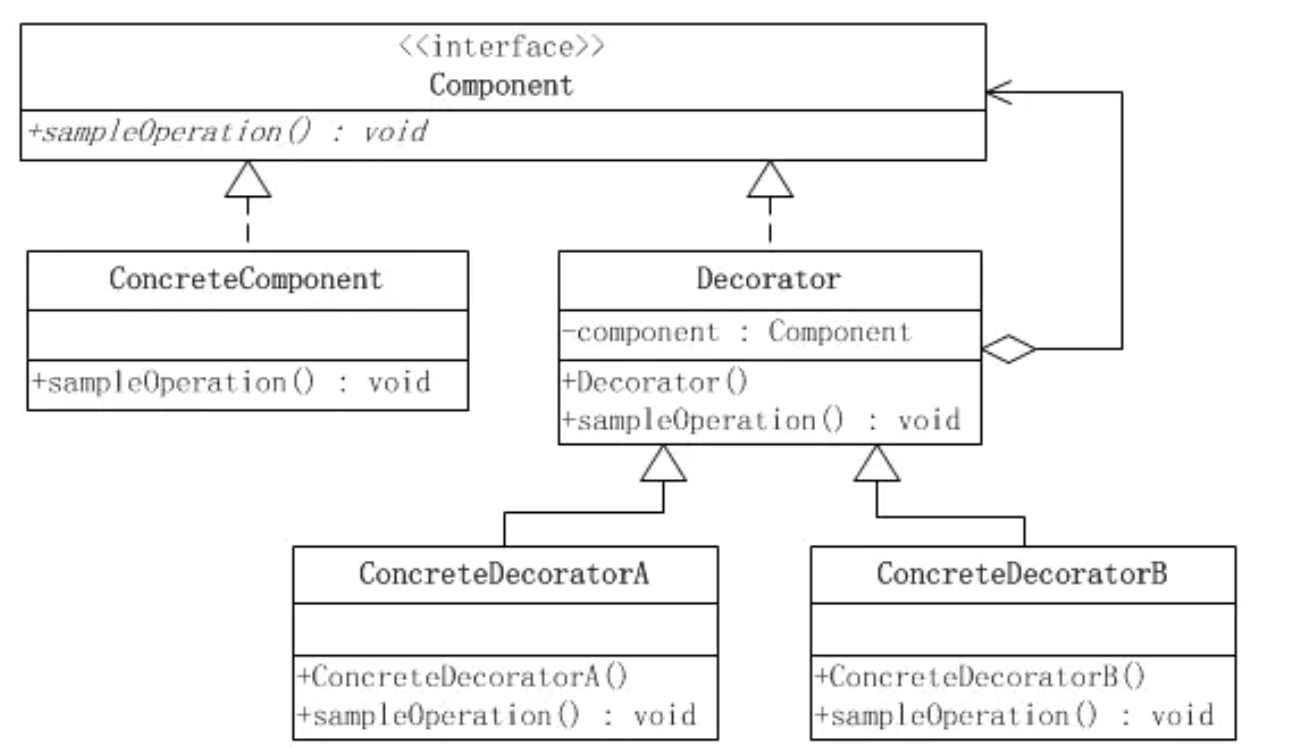 <<interface>>
Component
+sampleOperation() : void
ConcreteComponent
+sampleOperation() : void
Decorator
-component : Component
+Decorator()
+sampleOperation() : void
ConcreteDecoratorA
+ConcreteDecoratorA()
+sampleOperation() : void
ConcreteDecoratorB
+ConcreteDecoratorB()
+sampleOperation() : void